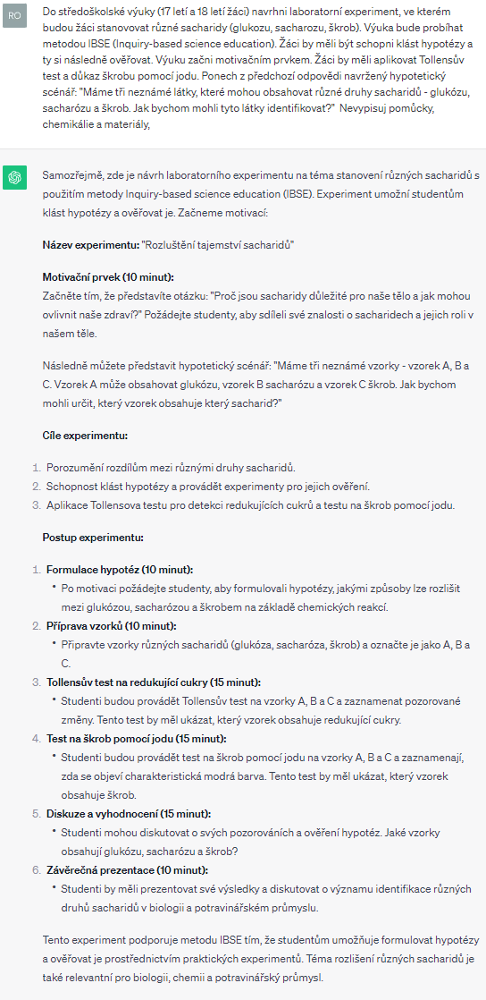 RO
Do středoškolské výuky (17 letí a 18 letí žáci) navrhni laboratorní experiment, ve kterém
budou žáci stanovovat různé sacharidy (glukozu, sacharozu, škrob). Výuka bude probíhat
metodou IBSE (Inquiry-based science education). Žáci by měli být schopni klást hypotézy a
ty si následně ověřovat. Výuku začni motivačním prvkem. Žáci by měli aplikovat Tollensův
test a důkaz škrobu pomocí jodu. Ponech z předchozí odpovědi navržený hypotetický
scénář: "Máme tři neznámé látky, které mohou obsahovat různé druhy sacharidů - glukózu,
sacharózu a škrob. Jak bychom mohli tyto látky identifikovat?" Nevypisuj pomůcky,
chemikálie a materiály,
Samozřejmě, zde je návrh laboratorního experimentu na téma stanovení různých sacharidů s
použitím metody Inquiry-based science education (IBSE). Experiment umožní studentům
klást hypotézy a ověřovat je. Začneme motivací:
Název experimentu: "Rozluštění tajemství sacharidů"
Motivační prvek (10 minut):
Začněte tím, že představíte otázku: "Proč jsou sacharidy důležité pro naše tělo a jak mohou
ovlivnit naše zdraví?" Požádejte studenty, aby sdíleli své znalosti o sacharidech a jejich roli v
našem těle.
Následně můžete představit hypotetický scénář: "Máme tři neznámé vzorky - vzorek A, B a
C. Vzorek A může obsahovat glukózu, vzorek B sacharózu a vzorek C škrob. Jak bychom
mohli určit, který vzorek obsahuje který sacharid?"
Cíle experimentu:
1. Porozumění rozdílům mezi různými druhy sacharidů.
2. Schopnost klást hypotézy a provádět experimenty pro jejich ověření.
3. Aplikace Tollensova testu pro detekci redukujících cukrů a testu na škrob pomocí jodu.
Postup experimentu:
1. Formulace hypotéz (10 minut):
• Po motivaci požádejte studenty, aby formulovali hypotézy, jakými způsoby lze rozlišit
mezi glukózou, sacharózou a škrobem na základě chemických reakcí.
2. Příprava vzorků (10 minut):
• Připravte vzorky různých sacharidů (glukóza, sacharóza, škrob) a označte je jako A, B a
C.
3. Tollensův test na redukující cukry (15 minut):
• Studenti budou provádět Tollensův test na vzorky A, B a C a zaznamenat pozorované
změny. Tento test by měl ukázat, který vzorek obsahuje redukující cukry.
4. Test na škrob pomocí jodu (15 minut):
• Studenti budou provádět test na škrob pomocí jodu na vzorky A, B a C a zaznamenají,
zda se objeví charakteristická modrá barva. Tento test by měl ukázat, který vzorek
obsahuje škrob.
5. Diskuze a vyhodnocení (15 minut):
• Studenti mohou diskutovat o svých pozorováních a ověření hypotéz. Jaké vzorky
obsahují glukózu, sacharózu a škrob?
6. Závěrečná prezentace (10 minut):
• Studenti by měli prezentovat své výsledky a diskutovat o významu identifikace různých
druhů sacharidů v biologii a potravinářském průmyslu.
Tento experiment podporuje metodu IBSE tím, že studentům umožňuje formulovat hypotézy
a ověřovat je prostřednictvím praktických experimentů. Téma rozlišení různých sacharidů je
také relevantní pro biologii, chemii a potravinářský průmysl.